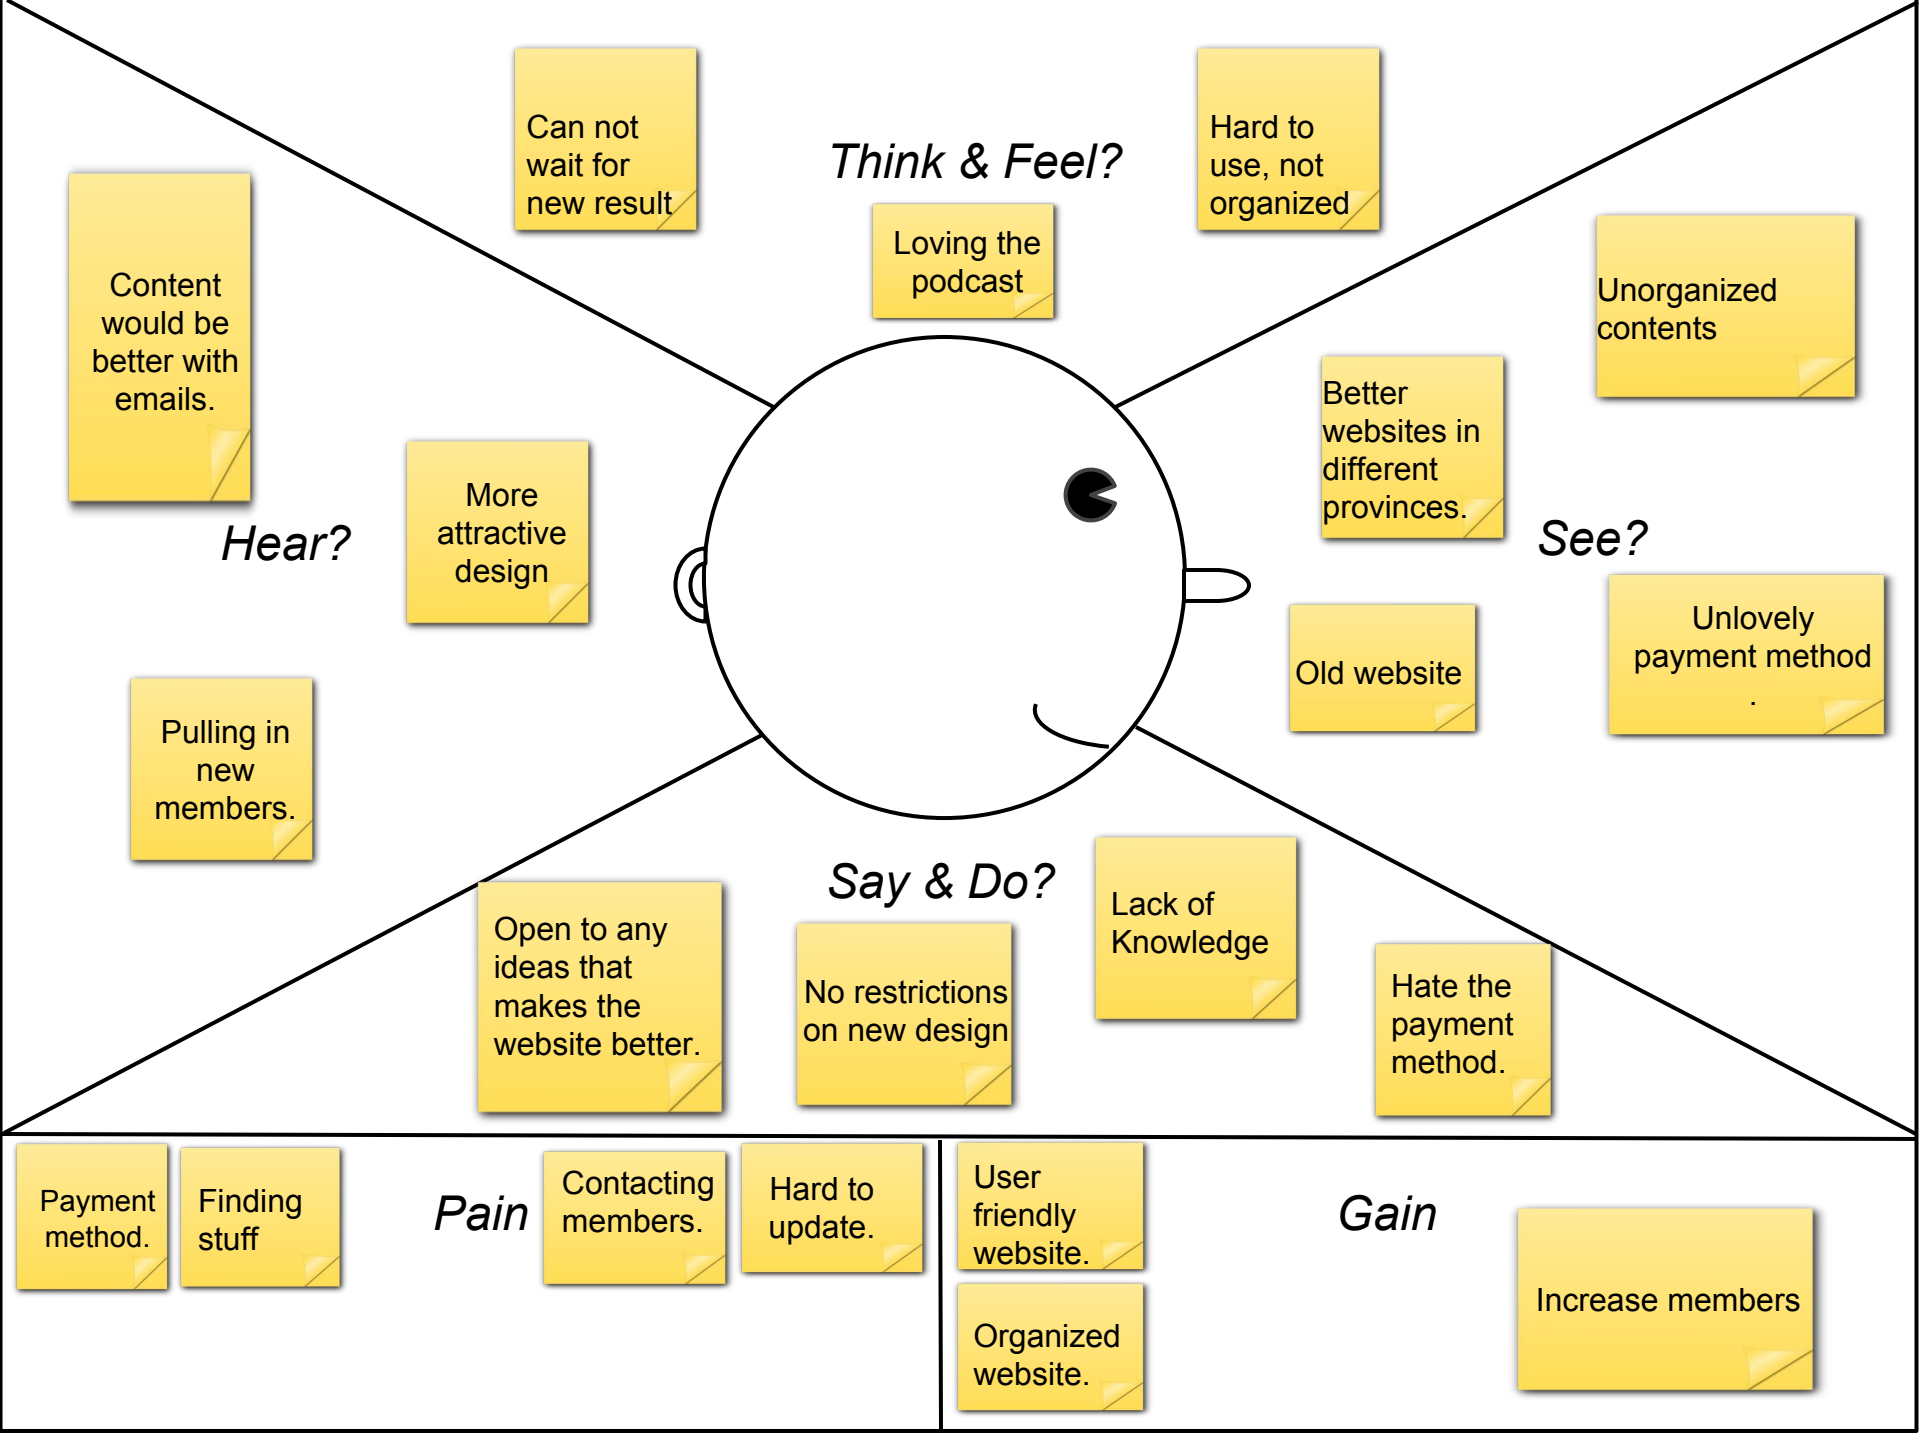 Can not
wait for
new result
Think & Feel?
Loving the
podcast
Hard to
use, not
organized
Content
would be
better with
emails.
Hear?
More
attractive
design
Pulling in
new
members.
Unorganized
contents
Better
websites in
different
provinces.
See?
Old website
Unlovely
payment method
.
Say & Do?
Open to any
ideas that
makes the
website better.
No restrictions
on new design
Lack of
Knowledge
Hate the
payment
method.
Payment
method.
Finding
stuff
Pain
Contacting
members.
Hard to
update.
User
friendly
website.
Organized
website.
Gain
Increase members